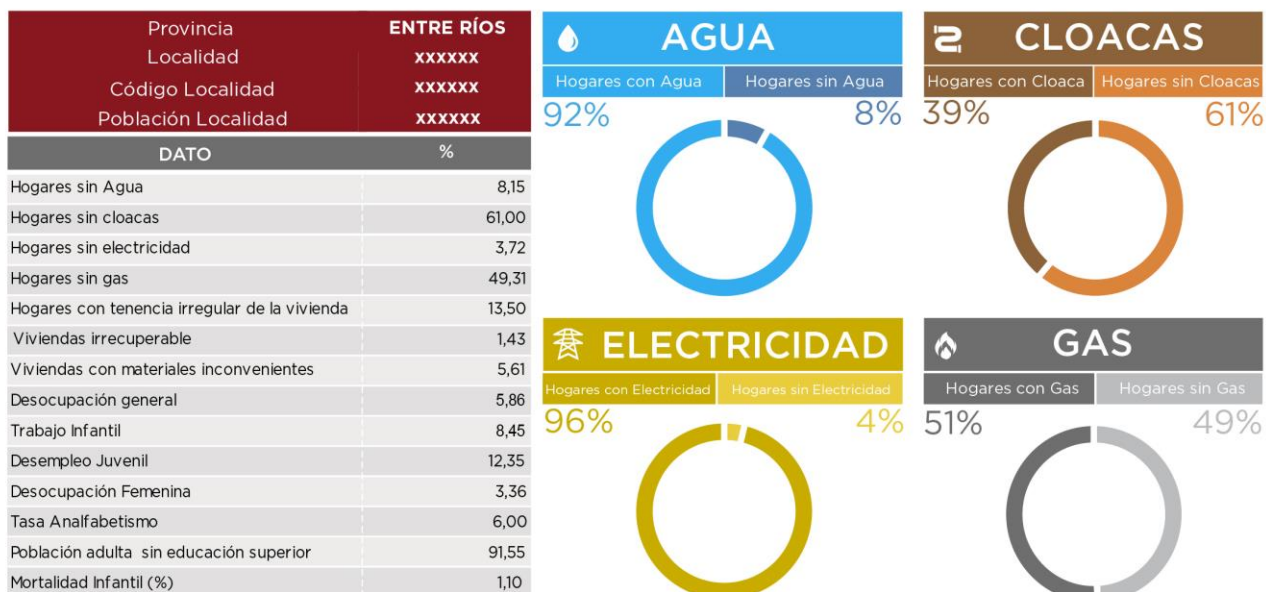 Provincia ENTRE RÍOS
Localidad xxxxxx
Código Localidad xxxxxx
Población Localidad xxxxxx
DATO %
Hogares sin Agua 8,15
Hogares sin cloacas 61,00
Hogares sin electricidad 3,72
Hogares sin gas 49,31
Hogares con tenencia irregular de la vivienda 13,50
Viviendas irrecuperable 1,43
Viviendas con materiales inconvenientes 5,61
Desocupación general 5,86
Trabajo Infantil 8,45
Desempleo Juvenil 12,35
Desocupación Femenina 3,36
Tasa Analfabetismo 6,00
Población adulta sin educación superior 91,55
Mortalidad Infantil (%) 1,10
AGUA
Hogares con Agua Hogares sin Agua
92% 8%
CLOACAS
Hogares con Cloaca Hogares sin Cloacas
39% 61%
ELECTRICIDAD
Hogares con Electricidad Hogares sin Electricidad
96% 4%
GAS
Hogares con Gas Hogares sin Gas
51% 49%